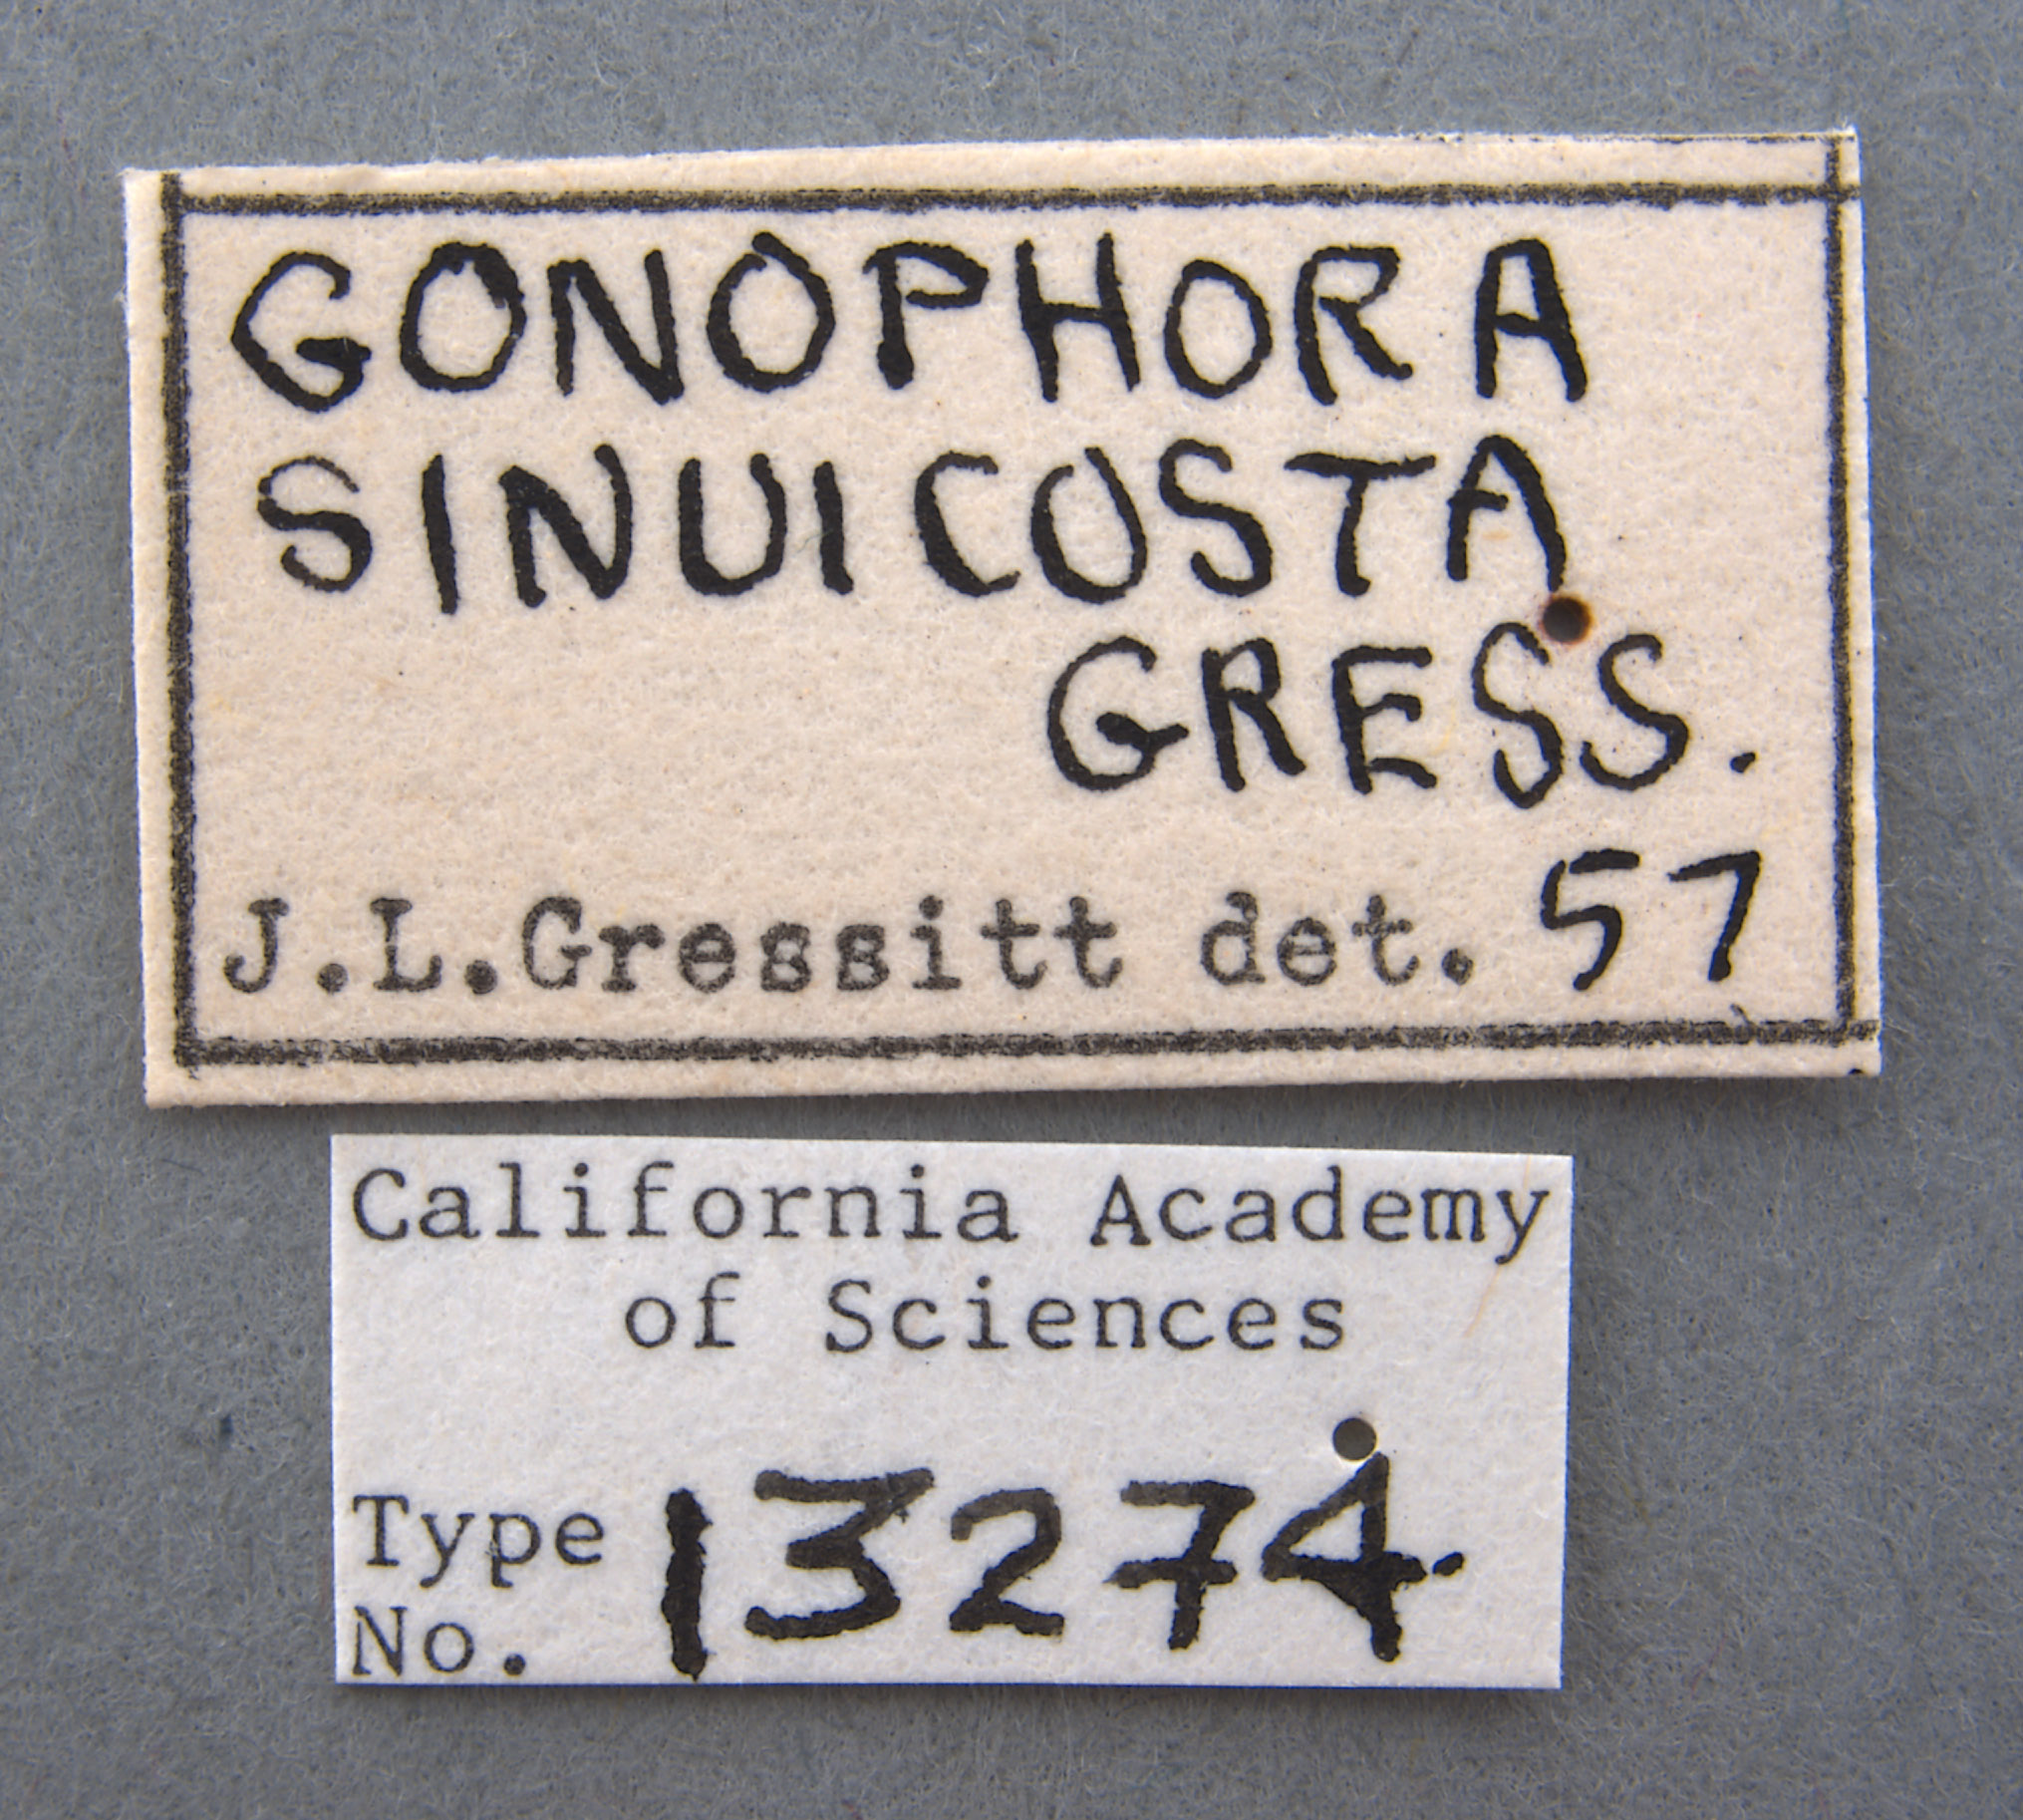 GONOPHORA
SINUICOSTA
GRESS.
J.L.Gressitt det. 57
California Academy
of Sciences
Type
No. 13274